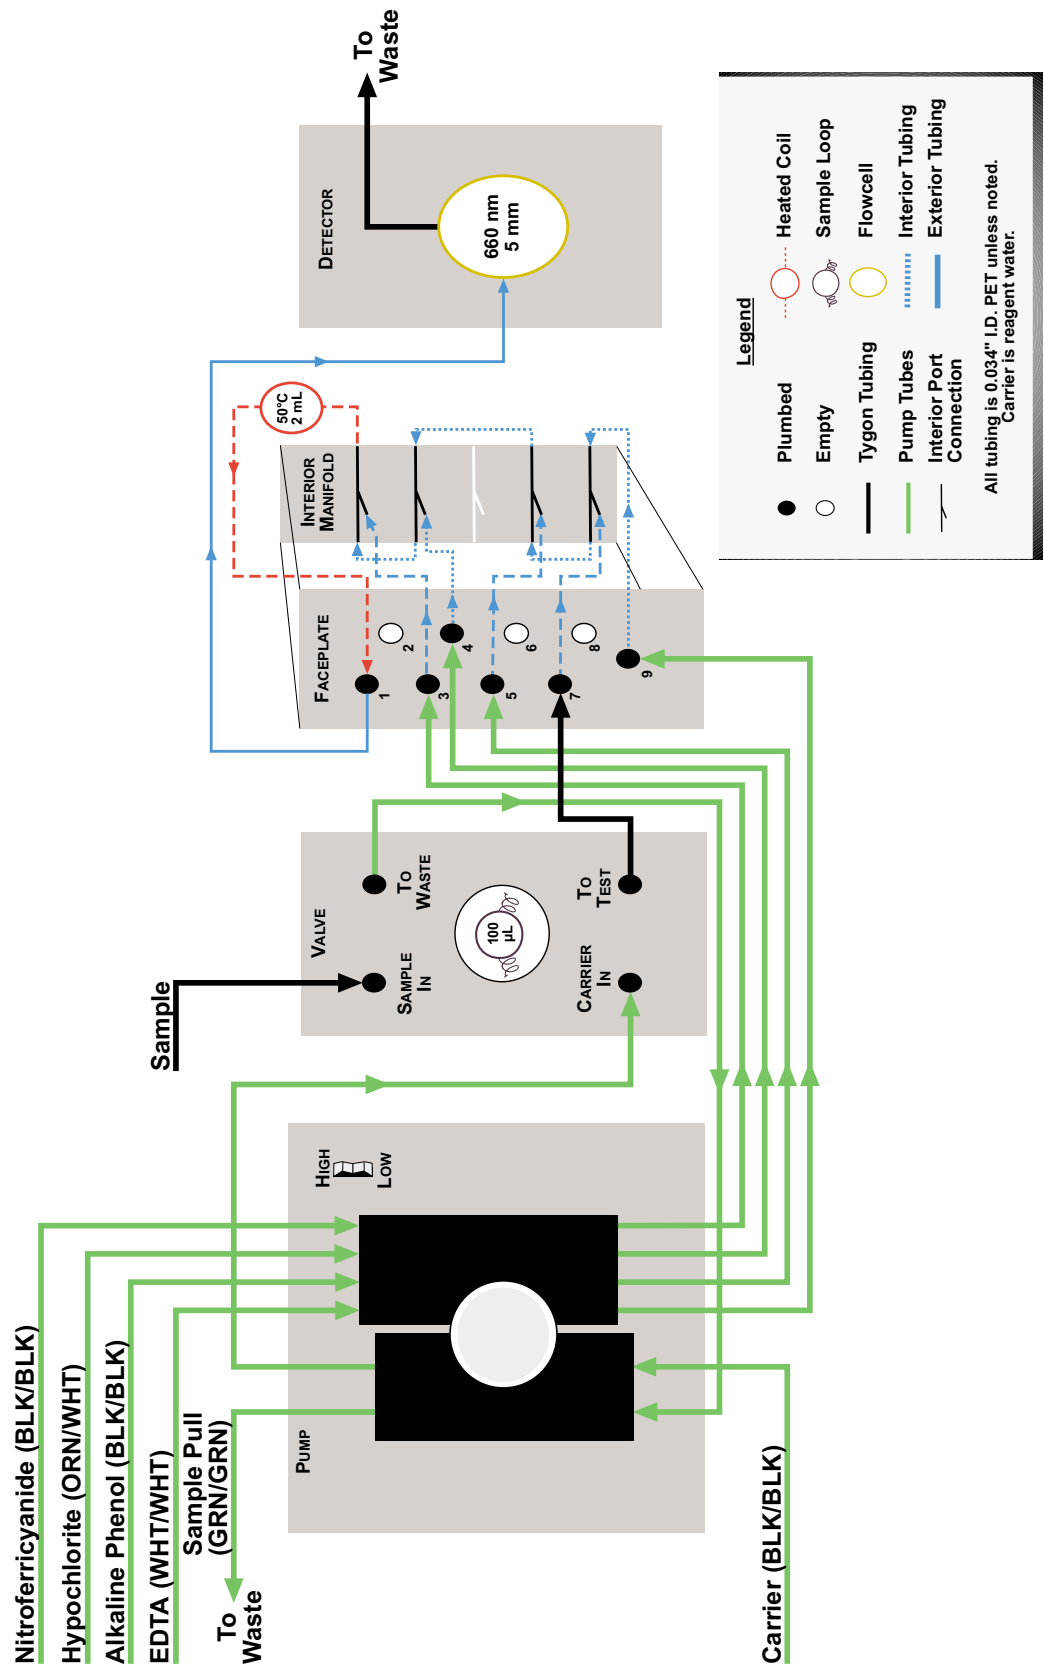 Nitroferricyanide (BLK/BLK)
Hypochlorite (ORN/WHT)
Alkaline Phenol (BLK/BLK)
EDTA (WHT/WHT)
Sample Pull
(GRN/GRN)
To
Waste
Carrier (BLK/BLK)
PUMP
HIGH
LOW
Sample
VALVE
SAMPLE
IN
TO
WASTE
100
µL
CARRIER
IN
TO
TEST
FACEPLATE
1
2
3
4
5
6
7
8
9
INTERIOR
MANIFOLD
50°C
2 mL
DETECTOR
660 nm
5 mm
To
Waste
Legend
Plumbed
Empty
Tygon Tubing
Pump Tubes
Interior Port
Connection
Heated Coil
Sample Loop
Flowcell
Interior Tubing
Exterior Tubing
All tubing is 0.034" I.D. PET unless noted.
Carrier is reagent water.